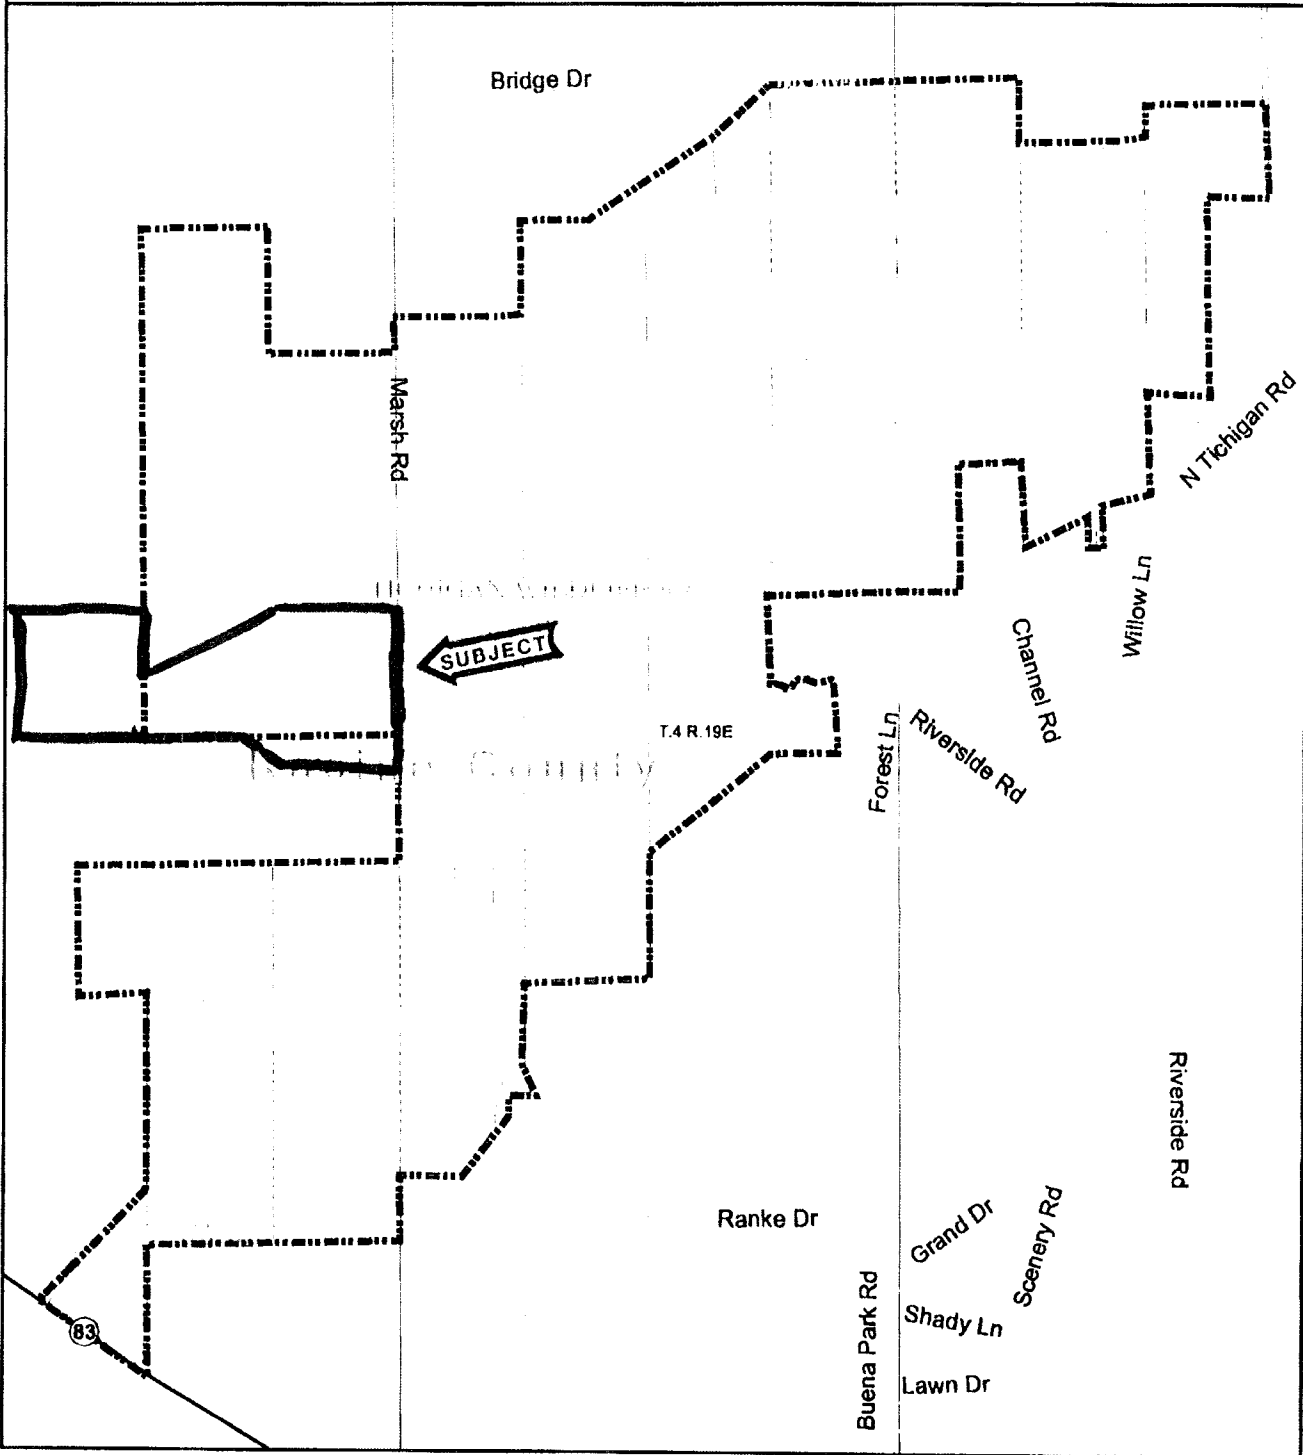 Bridge Dr
Marsh Rd
N Tichigan Rd
Willow Ln
Channel Rd
SUBJECT
T.4 R.19E
Forest Ln
Riverside Rd
County
Riverside Rd
Ranke Dr
Grand Dr
Scenery Rd
Buena Park Rd
Shady Ln
Lawn Dr
83